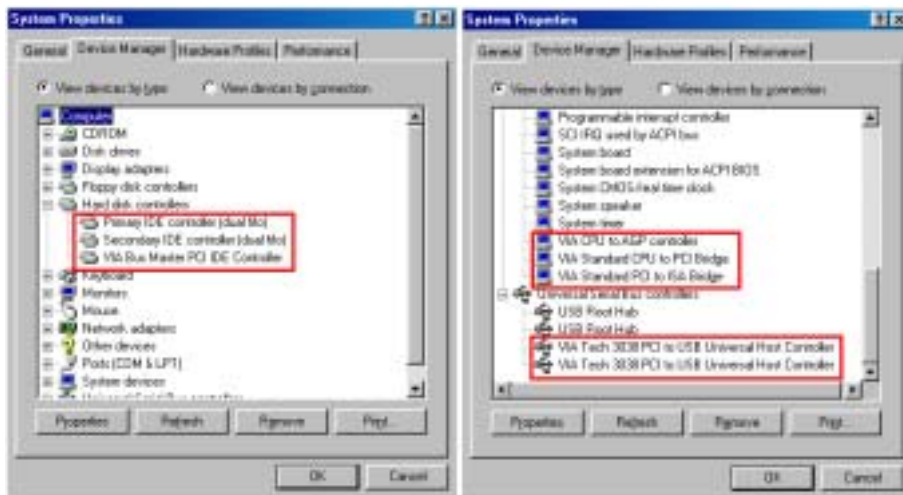 System Properties
General Device Manager Hardware Profiles Performance
View devices by type View devices by connection
Computer
CDROM
Disk drives
Display adapters
Floppy disk controllers
Hard disk controllers
Primary IDE controller (dual fifo)
Secondary IDE controller (dual fifo)
VIA Bus Master PCI IDE Controller
Keyboard
Monitors
Mouse
Network adapters
Other devices
Ports (COM & LPT)
System devices
Universal Serial Bus controllers
Properties Refresh Remove Print...
OK Cancel
System Properties
General Device Manager Hardware Profiles Performance
View devices by type View devices by connection
Programmable interrupt controller
SCI IRQ used by ACPI bus
System board
System board extension for ACPI BIOS
System CMOS/real time clock
System speaker
System timer
VIA CPU to AGP controller
VIA Standard CPU to PCI Bridge
VIA Standard PCI to ISA Bridge
Universal Serial Bus controllers
USB Root Hub
USB Root Hub
VIA Tech 3038 PCI to USB Universal Host Controller
VIA Tech 3038 PCI to USB Universal Host Controller
Properties Refresh Remove Print...
OK Cancel